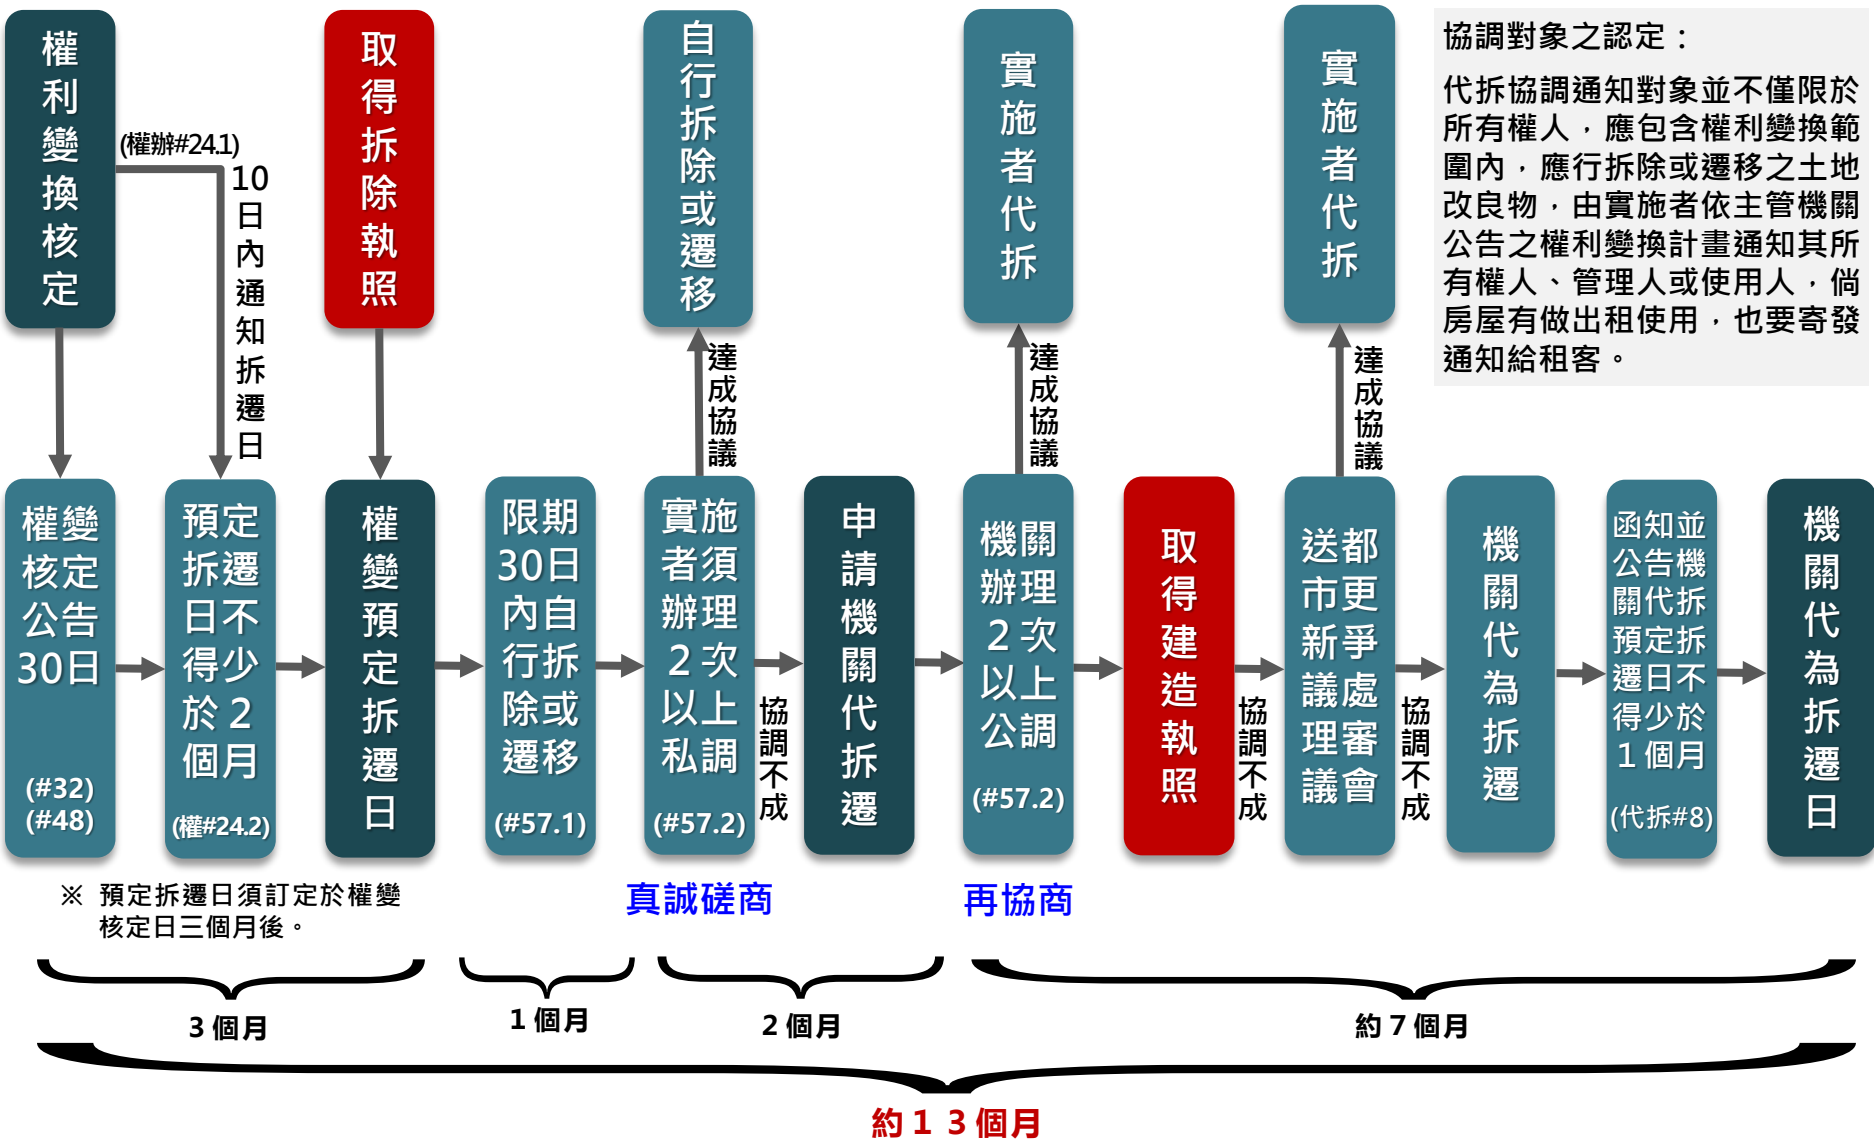 權利變換核定
(權辦#24.1)
10日內通知拆遷日
取得拆除執照
自行拆除或遷移
實施者代拆
實施者代拆
協調對象之認定：
代拆協調通知對象並不僅限於
所有權人，應包含權利變換範
圍內，應行拆除或遷移之土地
改良物，由實施者依主管機關
公告之權利變換計畫通知其所
有權人、管理人或使用人，倘
房屋有做出租使用，也要寄發
通知給租客。
達成協議
達成協議
達成協議
權變
核定
公告
30日
(#32)
(#48)
預定
拆遷
日不
得少
於２
個月
(權#24.2)
權變預定拆遷日
限期
30日
內自
行拆
除或
遷移
(#57.1)
實施
者須
辦理
２次
以上
私調
(#57.2)
協調不成
申請機關代拆遷
機關
辦理
２次
以上
公調
(#57.2)
取得建造執照
協調不成
送都
市更
新爭
議處
理審
議會
協調不成
機關代為拆遷
函知並
公告機
關代拆
預定拆
遷日不
得少於
１個月
(代拆#8)
機關代為拆遷日
※ 預定拆遷日須訂定於權變
核定日三個月後。
真誠磋商
再協商
３個月
１個月
２個月
約７個月
約１３個月